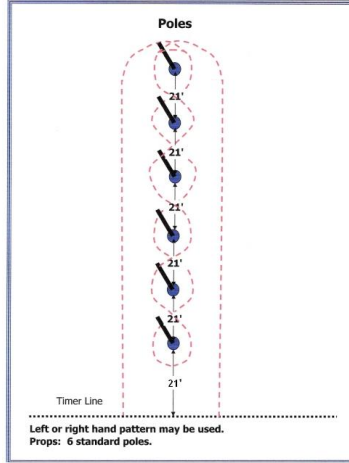 Poles
21'
21'
21'
21'
21'
21'
Timer Line
Left or right hand pattern may be used.
Props: 6 standard poles.